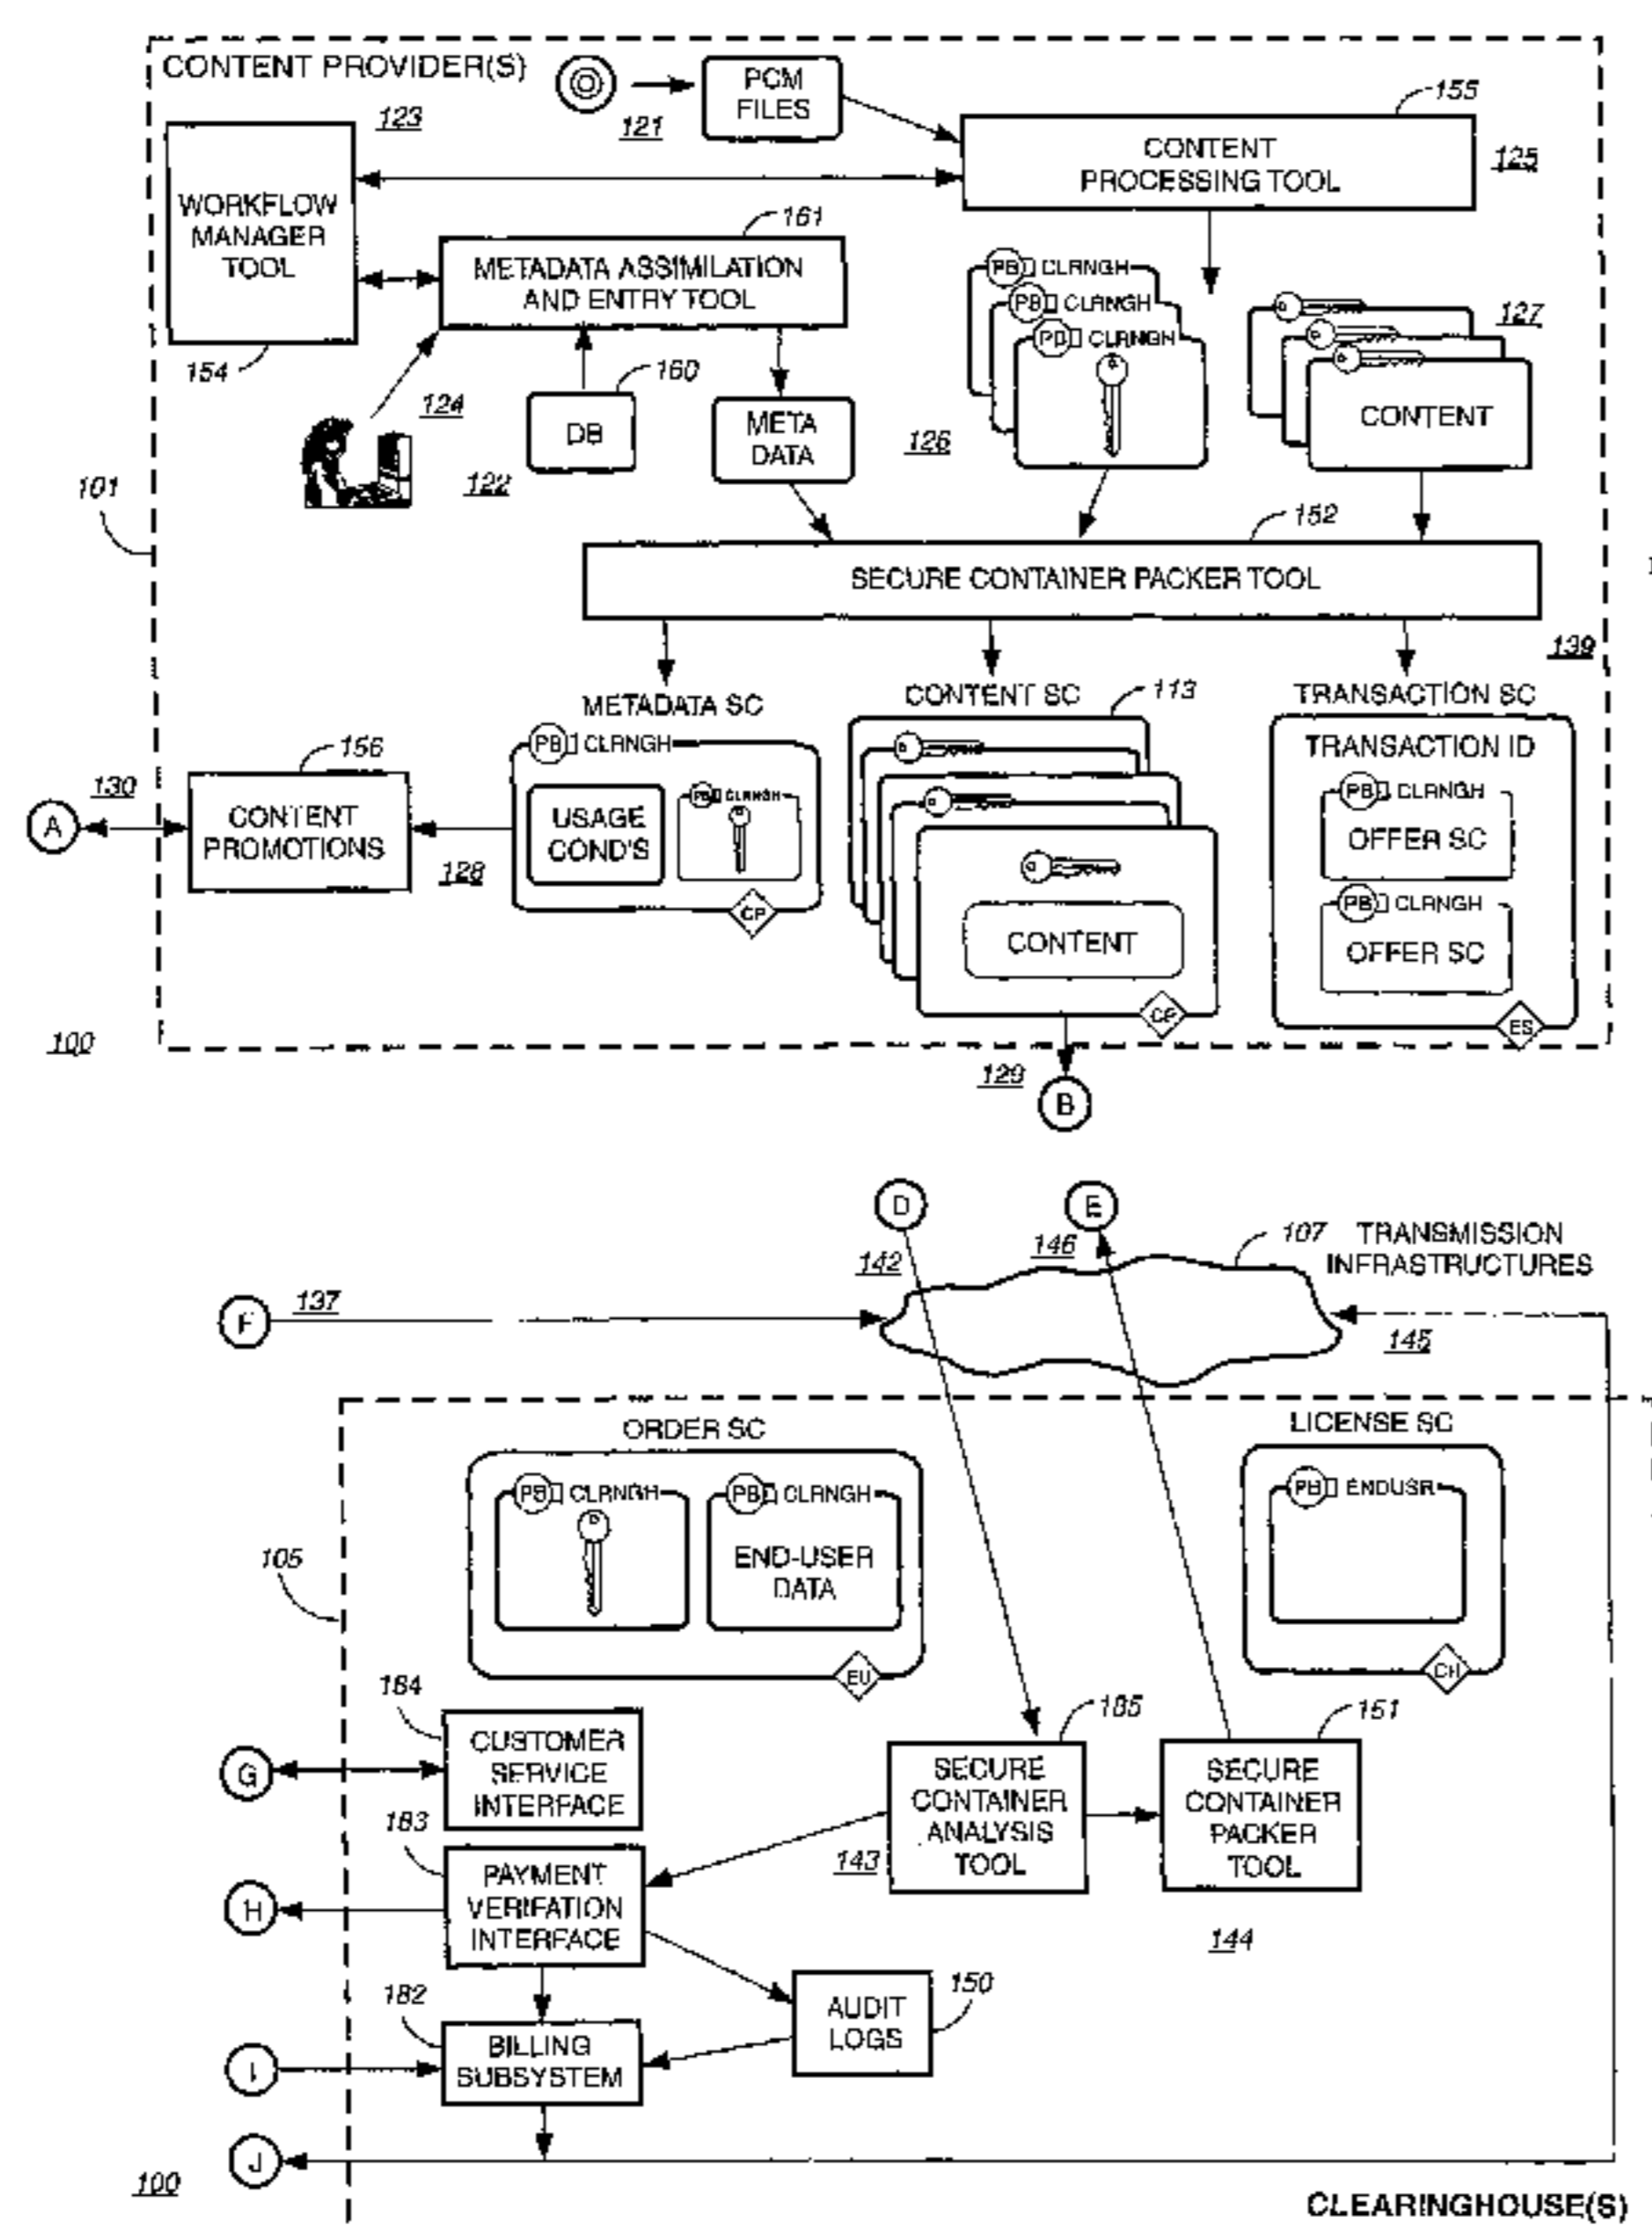 CONTENT PROVIDER(S)
PCM
FILES
121
123
155
CONTENT
PROCESSING TOOL
125
WORKFLOW
MANAGER
TOOL
154
161
METADATA ASSIMILATION
AND ENTRY TOOL
PB CLRNGH
PB CLRNGH
PB CLRNGH
127
CONTENT
124
160
DB
122
META
DATA
126
101
152
SECURE CONTAINER PACKER TOOL
139
METADATA SC
CONTENT SC
113
TRANSACTION SC
156
130
A
CONTENT
PROMOTIONS
128
PB CLRNGH
USAGE
COND'S
PB CLRNGH
CP
CONTENT
CP
TRANSACTION ID
PB CLRNGH
OFFER SC
PB CLRNGH
OFFER SC
ES
100
129
B
D
E
142
146
107
TRANSMISSION
INFRASTRUCTURES
F
137
145
ORDER SC
LICENSE SC
PB CLRNGH
PB CLRNGH
END-USER
DATA
EU
PB ENDUSR
CH
105
184
CUSTOMER
SERVICE
INTERFACE
G
185
SECURE
CONTAINER
ANALYSIS
TOOL
151
SECURE
CONTAINER
PACKER
TOOL
183
143
PAYMENT
VERIFATION
INTERFACE
H
144
182
AUDIT
LOGS
150
BILLING
SUBSYSTEM
I
J
100
CLEARINGHOUSE(S)